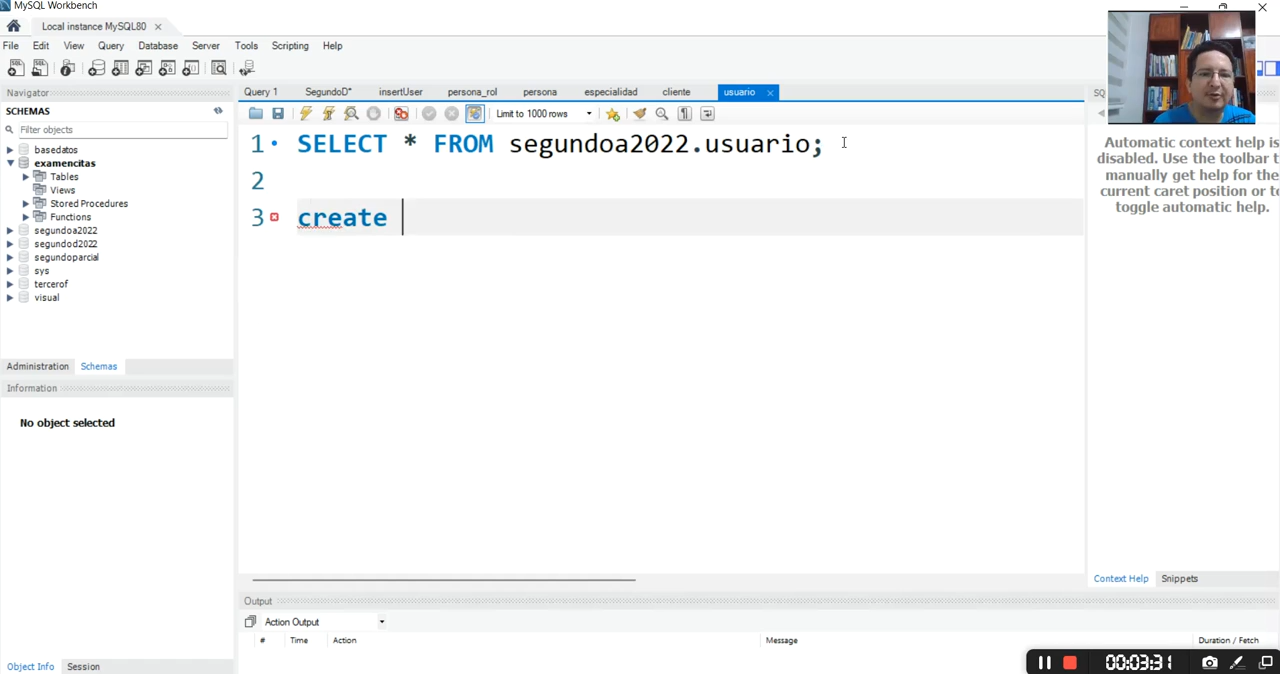 MySQL Workbench
Local instance MySQL80
File Edit View Query Database Server Tools Scripting Help
Navigator
SCHEMAS
Filter objects
basedatos
examencitas
Tables
Views
Stored Procedures
Functions
segundoa2022
segundod2022
segundoparcial
sys
tercerof
visual
Administration Schemas
Information
No object selected
Object Info Session
Query 1 SegundoD* insertUser persona_rol persona especialidad cliente usuario
Limit to 1000 rows
1 SELECT * FROM segundoa2022.usuario;
2
3 create
SQ
Automatic context help is
disabled. Use the toolbar t
manually get help for the
current caret position or to
toggle automatic help.
Context Help Snippets
Output
Action Output
# Time Action Message Duration / Fetch
00:03:31